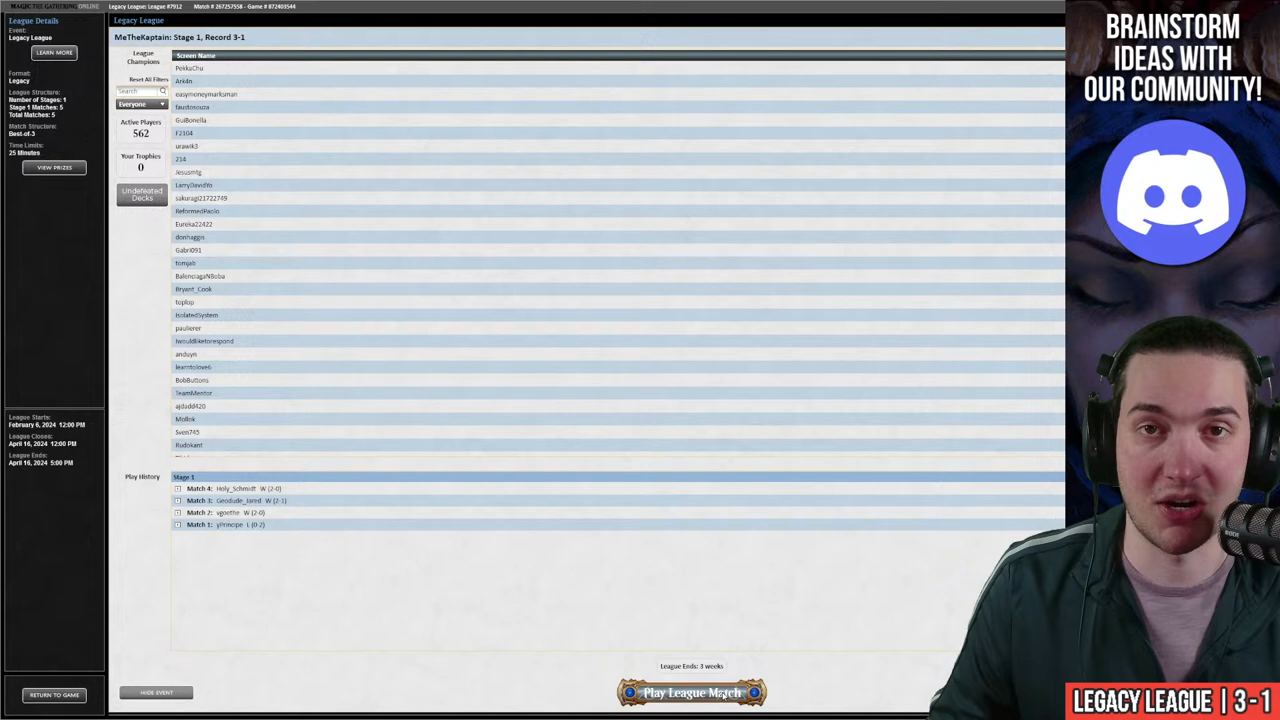 MAGIC THE GATHERING ONLINE
Legacy League: League #7912
Match # 267257558 - Game # 872403544
League Details
Event:
Legacy League
LEARN MORE
Format:
Legacy
League Structure:
Number of Stages: 1
Stage 1 Matches: 5
Total Matches: 5
Match Structure:
Best-of-3
Time Limits:
25 Minutes
VIEW PRIZES
League Starts:
February 6, 2024 12:00 PM
League Closes:
April 16, 2024 12:00 PM
League Ends:
April 16, 2024 5:00 PM
RETURN TO GAME
Legacy League
MeTheKaptain: Stage 1, Record 3-1
League
Champions
Reset All Filters
Search
Everyone
Active Players
562
Your Trophies
0
Undefeated
Decks
Screen Name
PekkaChu
Ark4n
easymoneymarksman
faustosouza
GuiBonella
F2104
urawik3
214
Jesusmtg
LarryDavidYo
sakuragi21722749
ReformedPaolo
Eureka22422
donhaggis
Gabri091
tomjab
BalenciagaNBoba
Bryant_Cook
toplop
IsolatedSystem
paulierer
Iwouldliketorespond
anduyn
learntolove6
BobButtons
TeamMentor
ajdadd420
Mollok
Sven745
Rudokant
Play History
Stage 1
Match 4: Holy_Schmidt W (2-0)
Match 3: Geodude_Jared W (2-1)
Match 2: vgoethe W (2-0)
Match 1: yPrincipe L (0-2)
League Ends: 3 weeks
HIDE EVENT
Play League Match
BRAINSTORM
IDEAS WITH
OUR COMMUNITY!
LEGACY LEAGUE | 3-1